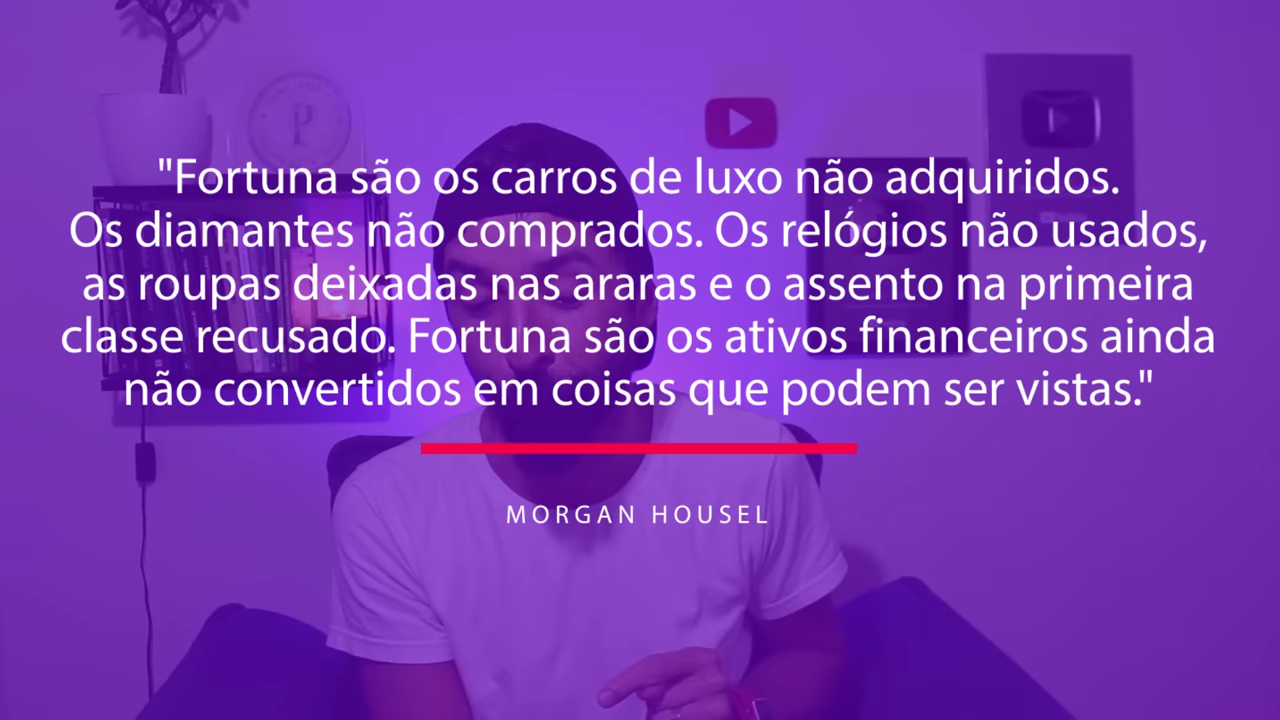 "Fortuna são os carros de luxo não adquiridos.
Os diamantes não comprados. Os relógios não usados,
as roupas deixadas nas araras e o assento na primeira
classe recusado. Fortuna são os ativos financeiros ainda
não convertidos em coisas que podem ser vistas."
MORGAN HOUSEL